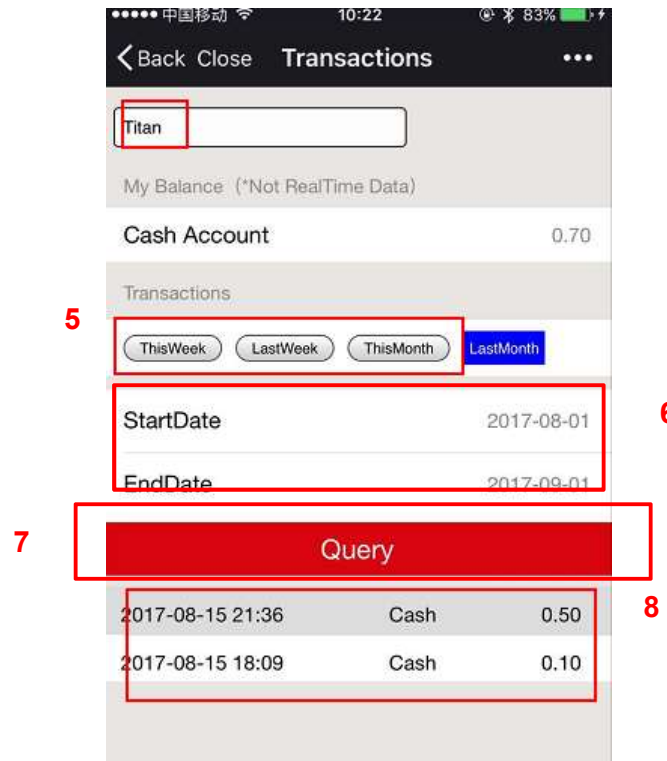 中国移动 10:22 83%
Back Close Transactions
Titan
My Balance (*Not RealTime Data)
Cash Account 0.70
Transactions
5
ThisWeek LastWeek ThisMonth LastMonth
StartDate 2017-08-01
6
EndDate 2017-09-01
7
Query
2017-08-15 21:36 Cash 0.50
8
2017-08-15 18:09 Cash 0.10